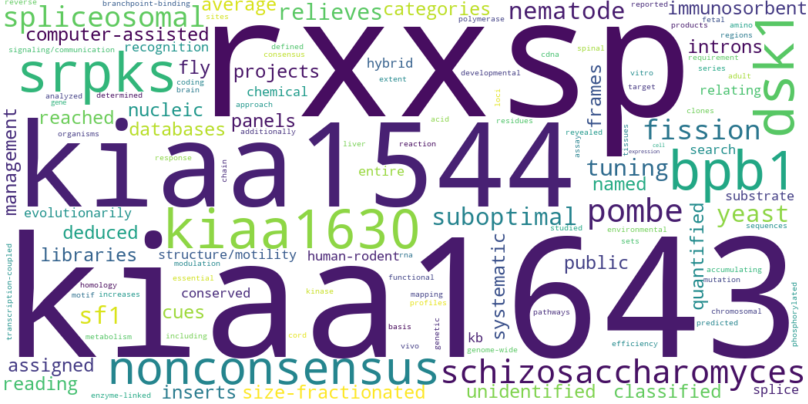 reverse branchpoint-binding average categories nematode immunosorbent
spliceosomal relieves
sites polymerase reported fetal amino
computer-assisted rxxsp products regions
signaling/communication recognition defined consensus spinal requirement introns dsk1
srpks fly projects hybrid cdna developmental vitro series
coding brain chemical extent target adult relating
analyzed determined nucleic approach frames
gene reached panels acid residues loci clones
organisms databases additionally revealed tissues fission
management kiaa1544 assay cell expression search
response chain liver reaction tuning bpb1
entire named substrate
evolutionarily kiaa1630 suboptimal pombe yeast
deduced studied environmental quantified sequences
transcription-coupled libraries structure/motility human-rodent rna systematic public sets accumulating
modulation essential functional mutation
homology conserved mapping profiles pathways chromosomal
motif increases kinase kiaa1643 phosphorylated
sf1 cues basis genetic predicted
metabolism including cord vivo kb efficiency
assigned nonconsensus genome-wide schizosaccharomyces
reading inserts size-fractionated unidentified classified splice
enzyme-linked